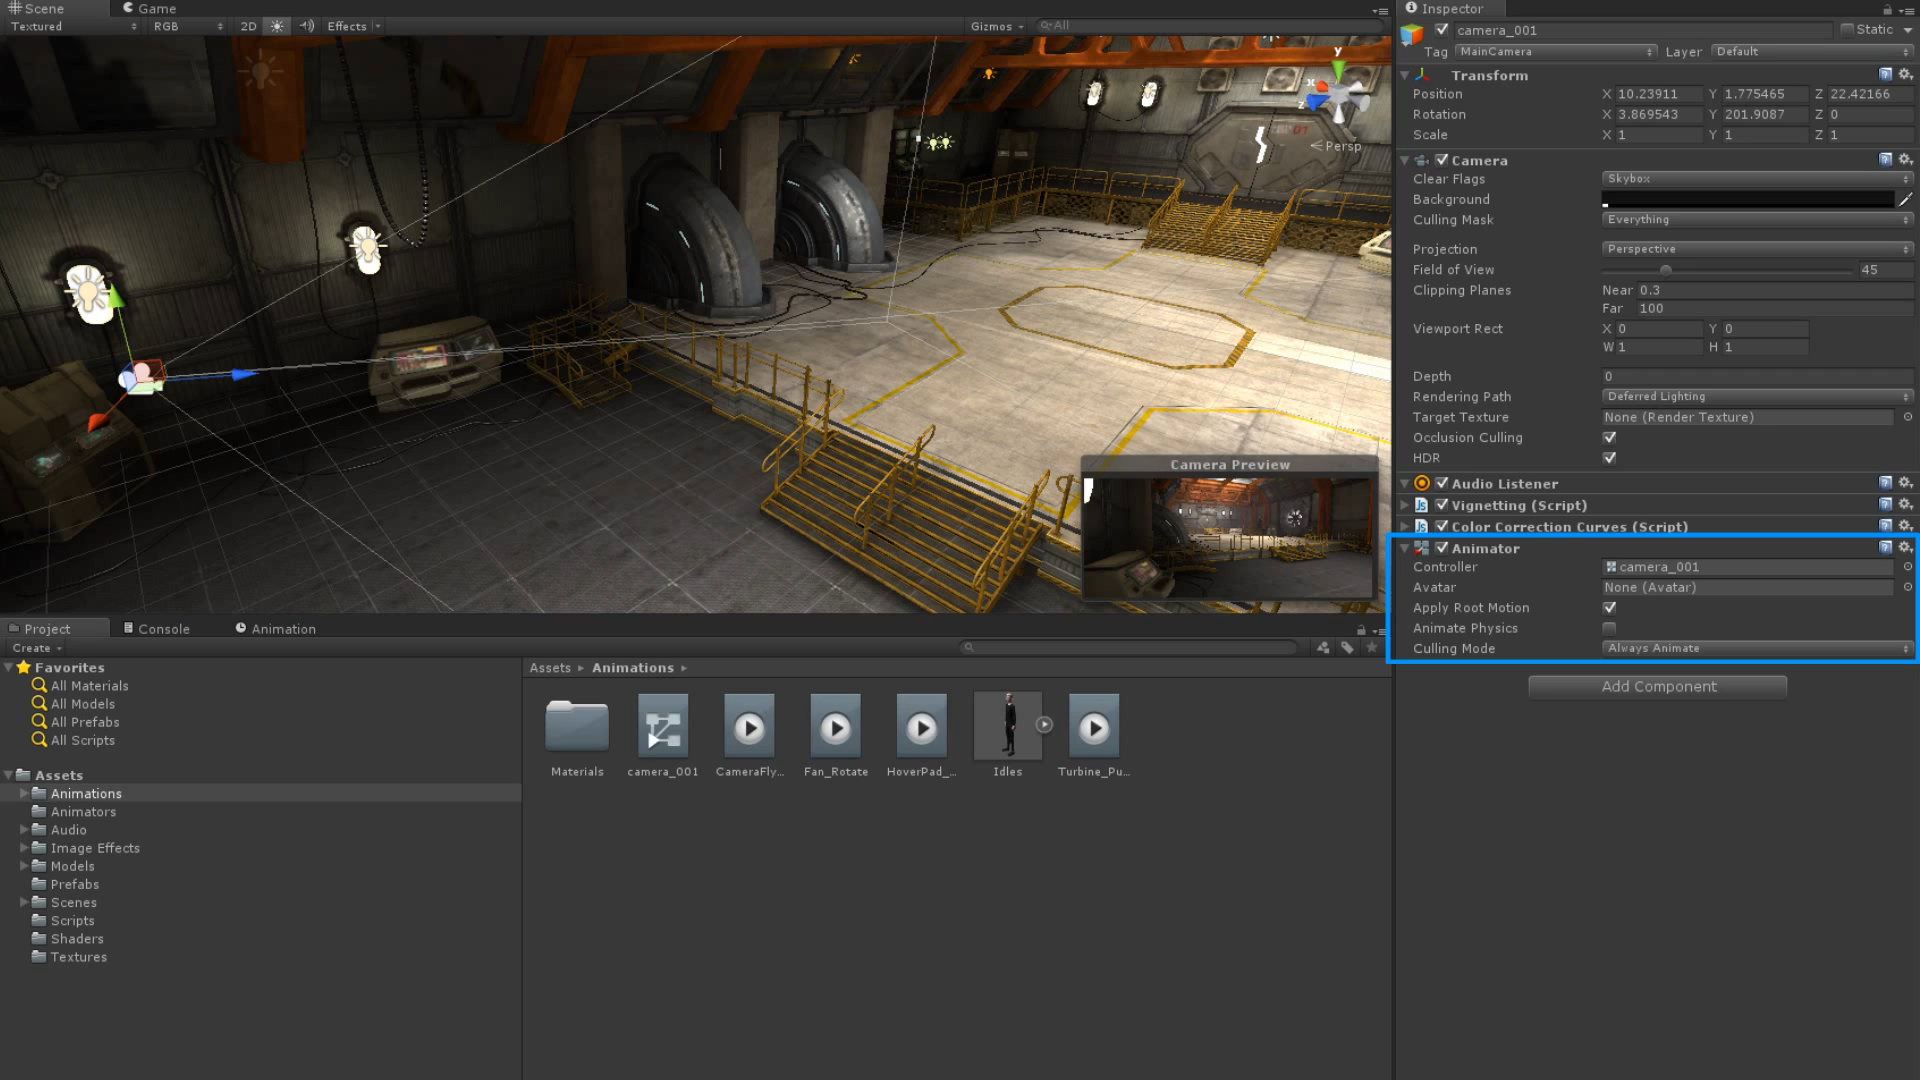 Scene Game
Textured RGB 2D Effects Gizmos All
y
x
z
Persp
01
Camera Preview
Project Console Animation
Create
Favorites
All Materials
All Models
All Prefabs
All Scripts
Assets
Animations
Animators
Audio
Image Effects
Models
Prefabs
Scenes
Scripts
Shaders
Textures
Assets Animations
Materials camera_001 CameraFly... Fan_Rotate HoverPad_... Idles Turbine_Pu...
Inspector
camera_001 Static
Tag MainCamera Layer Default
Transform
Position X 10.23911 Y 1.775465 Z 22.42166
Rotation X 3.869543 Y 201.9087 Z 0
Scale X 1 Y 1 Z 1
Camera
Clear Flags Skybox
Background
Culling Mask Everything
Projection Perspective
Field of View 45
Clipping Planes Near 0.3
Far 100
Viewport Rect X 0 Y 0
W 1 H 1
Depth 0
Rendering Path Deferred Lighting
Target Texture None (Render Texture)
Occlusion Culling
HDR
Audio Listener
Js Vignetting (Script)
Js Color Correction Curves (Script)
Animator
Controller camera_001
Avatar None (Avatar)
Apply Root Motion
Animate Physics
Culling Mode Always Animate
Add Component